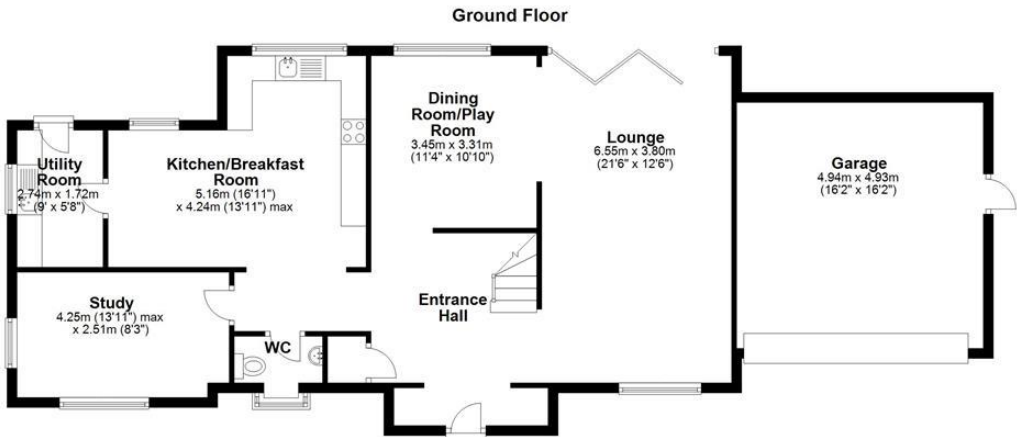 Ground Floor
Dining
Room/Play
Room
3.45m x 3.31m
(11'4" x 10'10")
Lounge
6.55m x 3.80m
(21'6" x 12'6")
Utility
Room
2.74m x 1.72m
(9' x 5'8")
Kitchen/Breakfast
Room
5.16m (16'11")
x 4.24m (13'11") max
Garage
4.94m x 4.93m
(16'2" x 16'2")
Study
4.25m (13'11") max
x 2.51m (8'3")
Entrance
Hall
WC